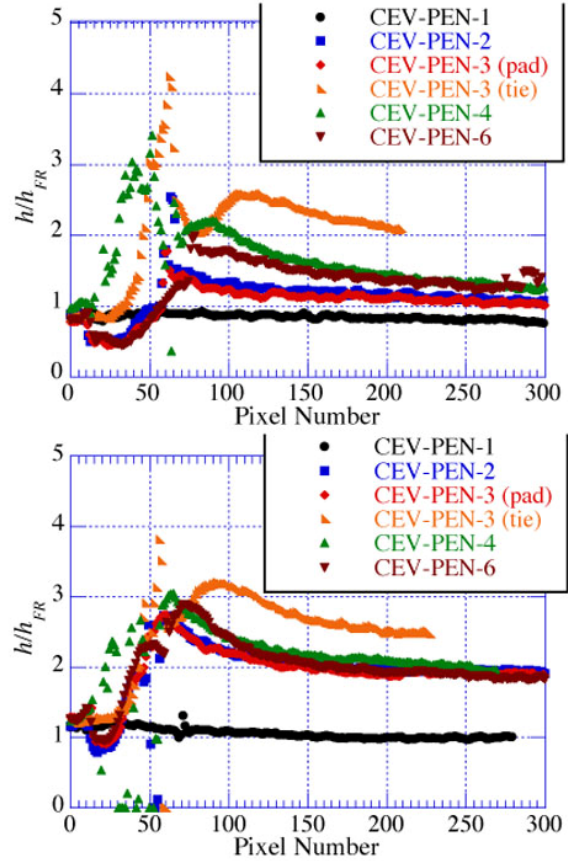 5
4
3
2
1
0
h/h_FR
0
50
100
150
200
250
300
Pixel Number
CEV-PEN-1
CEV-PEN-2
CEV-PEN-3 (pad)
CEV-PEN-3 (tie)
CEV-PEN-4
CEV-PEN-6
5
4
3
2
1
0
h/h_FR
0
50
100
150
200
250
300
Pixel Number
CEV-PEN-1
CEV-PEN-2
CEV-PEN-3 (pad)
CEV-PEN-3 (tie)
CEV-PEN-4
CEV-PEN-6